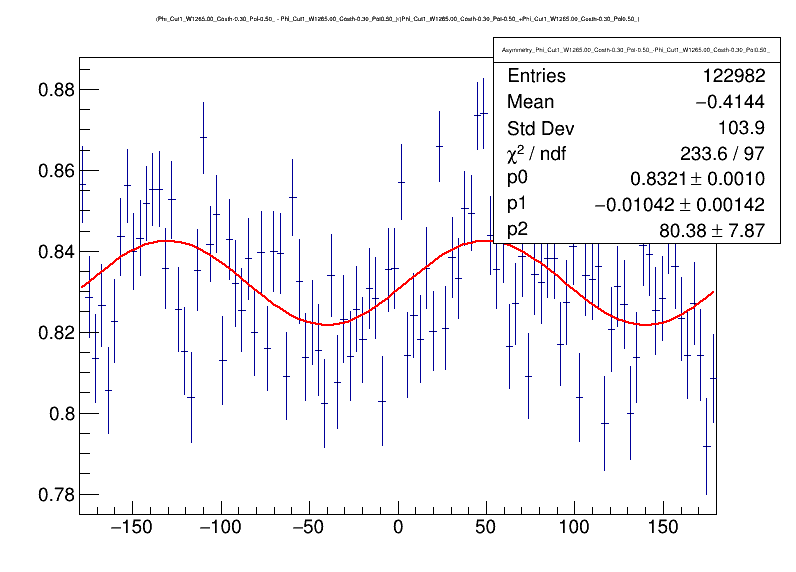 (Phi_Cut1_W1265.00_Costh-0.30_Pol-0.50_ - Phi_Cut1_W1265.00_Costh-0.30_Pol0.50_)/(Phi_Cut1_W1265.00_Costh-0.30_Pol-0.50_+Phi_Cut1_W1265.00_Costh-0.30_Pol0.50_)
Asymmetry_Phi_Cut1_W1265.00_Costh-0.30_Pol-0.50_-Phi_Cut1_W1265.00_Costh-0.30_Pol0.50_
Entries 122982
Mean −0.4144
Std Dev 103.9
χ² / ndf 233.6 / 97
p0 0.8321 ± 0.0010
p1 −0.01042 ± 0.00142
p2 80.38 ± 7.87
0.88
0.86
0.84
0.82
0.8
0.78
−150 −100 −50 0 50 100 150